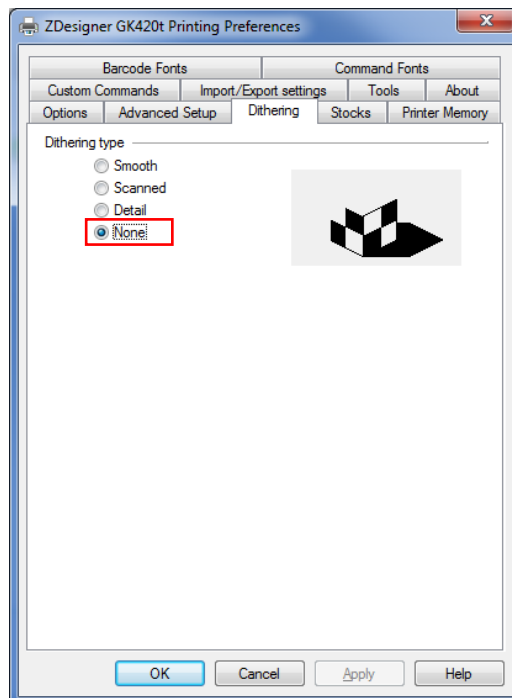 ZDesigner GK420t Printing Preferences
Barcode Fonts Command Fonts
Custom Commands Import/Export settings Tools About
Options Advanced Setup Dithering Stocks Printer Memory
Dithering type
Smooth
Scanned
Detail
None
OK Cancel Apply Help